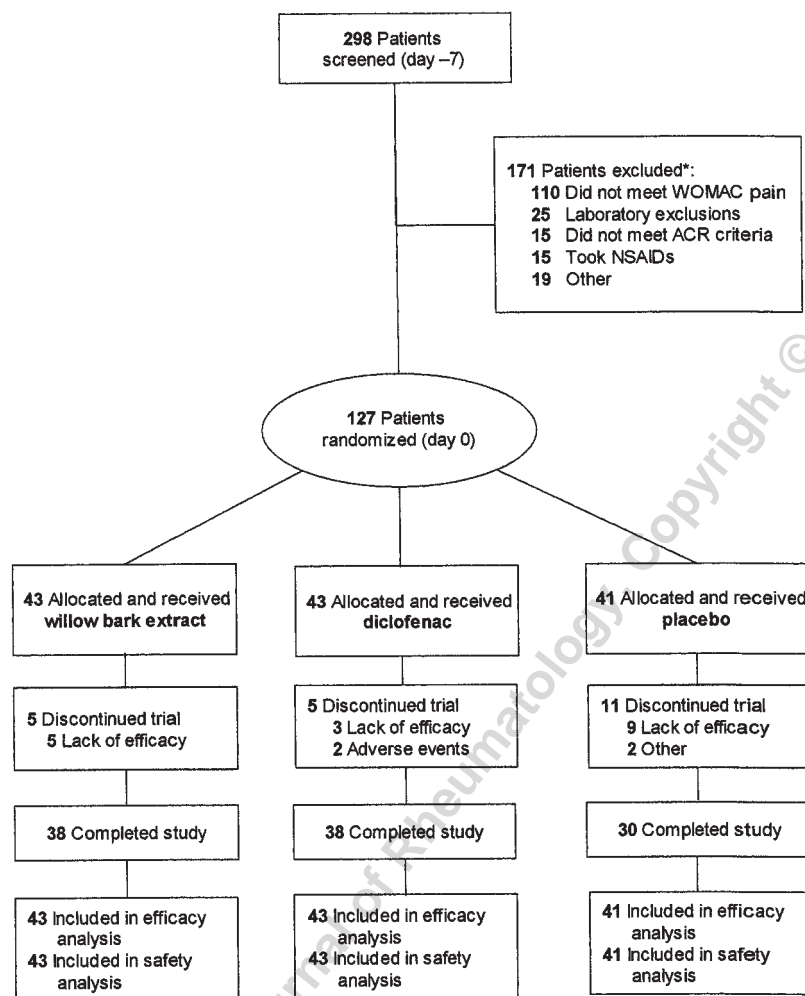 298 Patients
screened (day –7)
171 Patients excluded*:
110 Did not meet WOMAC pain
25 Laboratory exclusions
15 Did not meet ACR criteria
15 Took NSAIDs
19 Other
127 Patients
randomized (day 0)
43 Allocated and received
willow bark extract
43 Allocated and received
diclofenac
41 Allocated and received
placebo
5 Discontinued trial
5 Lack of efficacy
5 Discontinued trial
3 Lack of efficacy
2 Adverse events
11 Discontinued trial
9 Lack of efficacy
2 Other
38 Completed study
38 Completed study
30 Completed study
43 Included in efficacy
analysis
43 Included in safety
analysis
43 Included in efficacy
analysis
43 Included in safety
analysis
41 Included in efficacy
analysis
41 Included in safety
analysis
of Rheumatology, Copyright ©